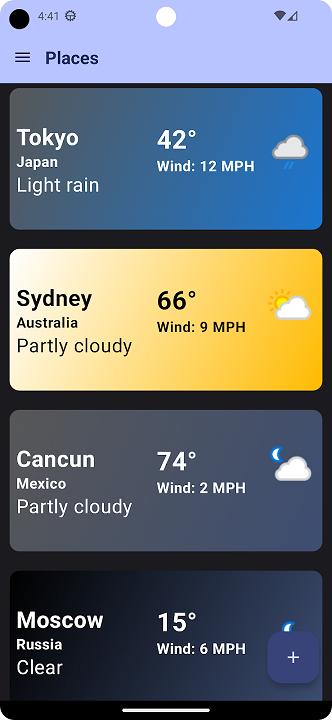 4:41
Places
Tokyo
Japan
Light rain
42°
Wind: 12 MPH
Sydney
Australia
Partly cloudy
66°
Wind: 9 MPH
Cancun
Mexico
Partly cloudy
74°
Wind: 2 MPH
Moscow
Russia
Clear
15°
Wind: 6 MPH
+